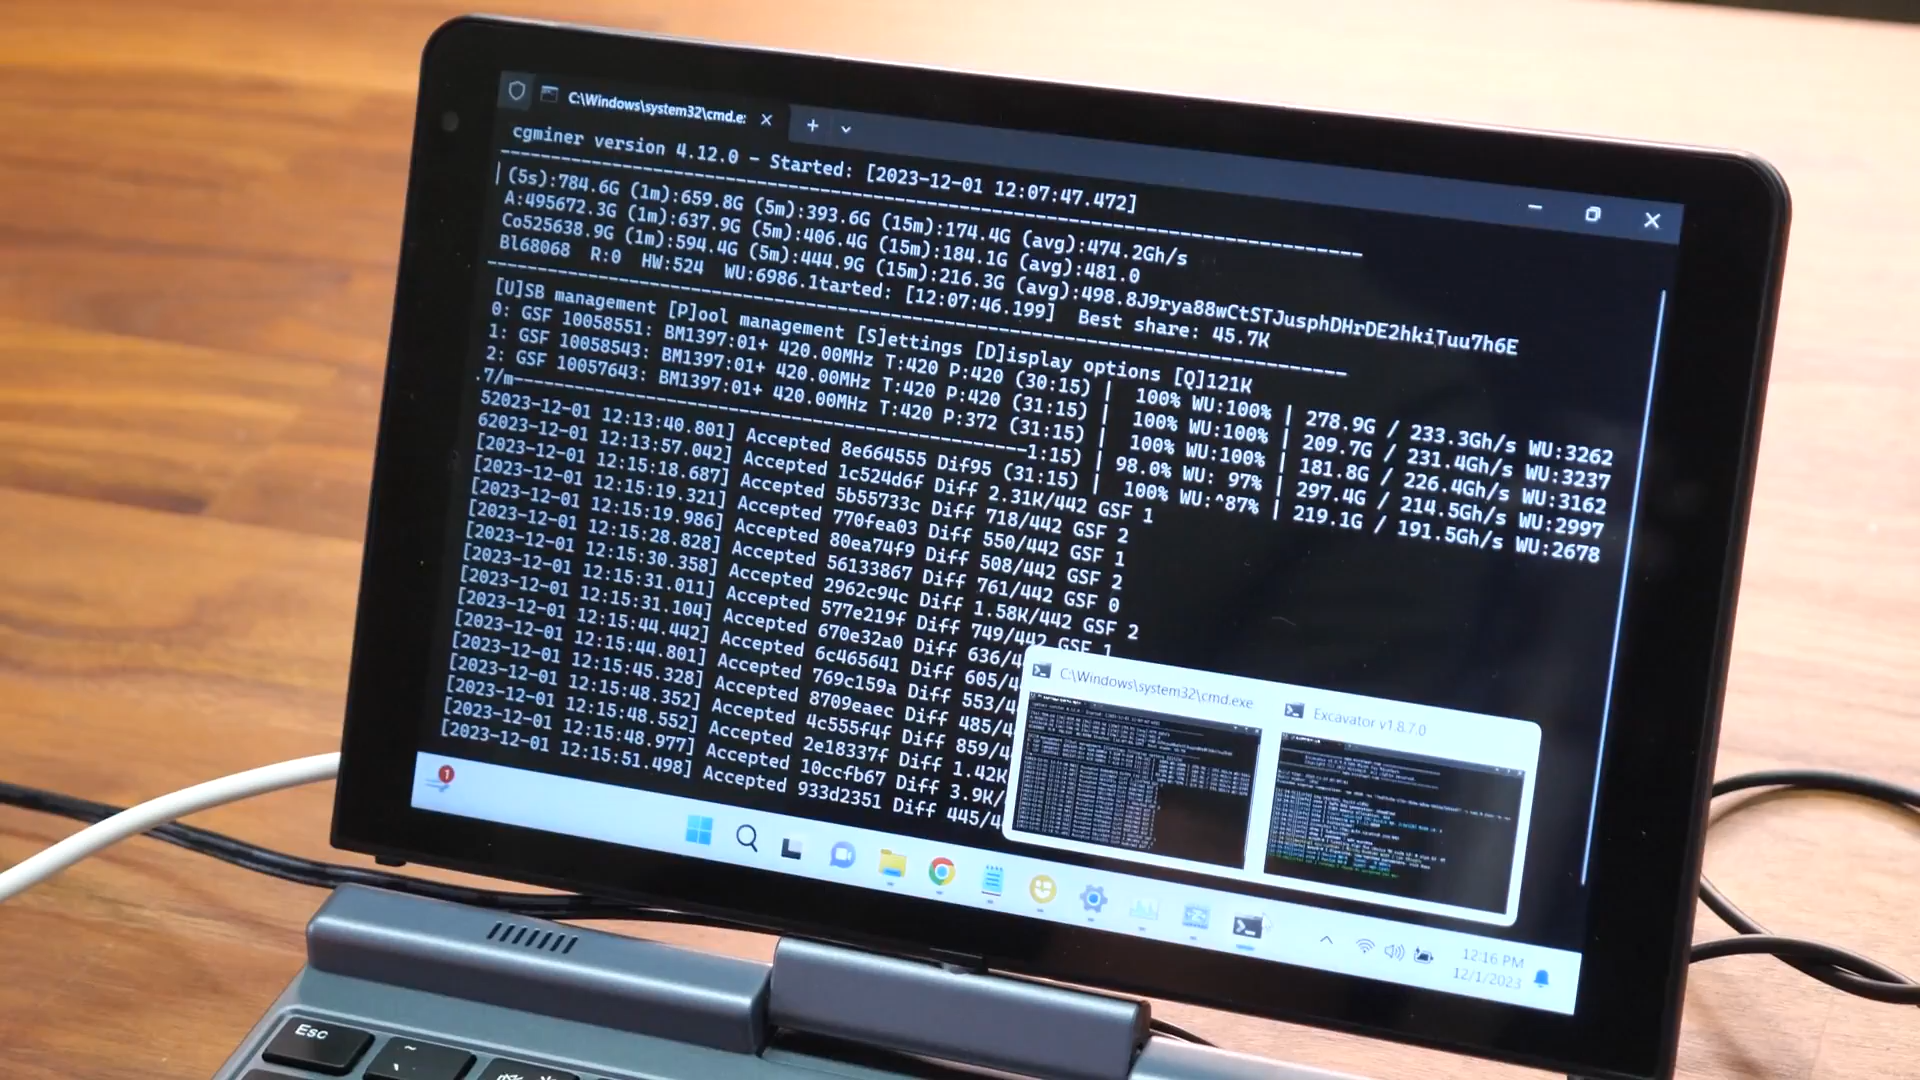 C:\Windows\system32\cmd.e:
cgminer version 4.12.0 - Started: [2023-12-01 12:07:47.472]
(5s):784.6G (1m):659.8G (5m):393.6G (15m):174.4G (avg):474.2Gh/s
A:495672.3G (1m):637.9G (5m):406.4G (15m):184.1G (avg):481.0
Co525638.9G (1m):594.4G (5m):444.9G (15m):216.3G (avg):498.8J9rya88wCtSTJusphDHrDE2hkiTuu7h6E
Bl68068 R:0 HW:524 WU:6986.1tarted: [12:07:46.199] Best share: 45.7K
[U]SB management [P]ool management [S]ettings [D]isplay options [Q]121K
0: GSF 10058551: BM1397:01+ 420.00MHz T:420 P:420 (30:15) | 100% WU:100% | 278.9G / 233.3Gh/s WU:3262
1: GSF 10058543: BM1397:01+ 420.00MHz T:420 P:420 (31:15) | 100% WU:100% | 209.7G / 231.4Gh/s WU:3237
2: GSF 10057643: BM1397:01+ 420.00MHz T:420 P:372 (31:15) | 100% WU:100% | 181.8G / 226.4Gh/s WU:3162
.7/m 1:15) | 98.0% WU: 97% | 297.4G / 214.5Gh/s WU:2997
52023-12-01 12:13:40.801] Accepted 8e664555 Dif95 (31:15) | 100% WU:^87% | 219.1G / 191.5Gh/s WU:2678
62023-12-01 12:13:57.042] Accepted 1c524d6f Diff 2.31K/442 GSF 1
[2023-12-01 12:15:18.687] Accepted 5b55733c Diff 718/442 GSF 2
[2023-12-01 12:15:19.321] Accepted 770fea03 Diff 550/442 GSF 1
[2023-12-01 12:15:19.986] Accepted 80ea74f9 Diff 508/442 GSF 2
[2023-12-01 12:15:28.828] Accepted 56133867 Diff 761/442 GSF 0
[2023-12-01 12:15:30.358] Accepted 2962c94c Diff 1.58K/442 GSF 2
[2023-12-01 12:15:31.011] Accepted 577e219f Diff 749/442 GSF 1
[2023-12-01 12:15:31.104] Accepted 670e32a0 Diff 636/4
[2023-12-01 12:15:44.442] Accepted 6c465641 Diff 605/4
[2023-12-01 12:15:44.801] Accepted 769c159a Diff 553/4
[2023-12-01 12:15:45.328] Accepted 8709eaec Diff 485/4
[2023-12-01 12:15:48.352] Accepted 4c555f4f Diff 859/4
[2023-12-01 12:15:48.552] Accepted 2e18337f Diff 1.42K
[2023-12-01 12:15:48.977] Accepted 10ccfb67 Diff 3.9K/
[2023-12-01 12:15:51.498] Accepted 933d2351 Diff 445/4
C:\Windows\system32\cmd.exe
Excavator v1.8.7.0
1
12:16 PM
12/1/2023
Esc
~